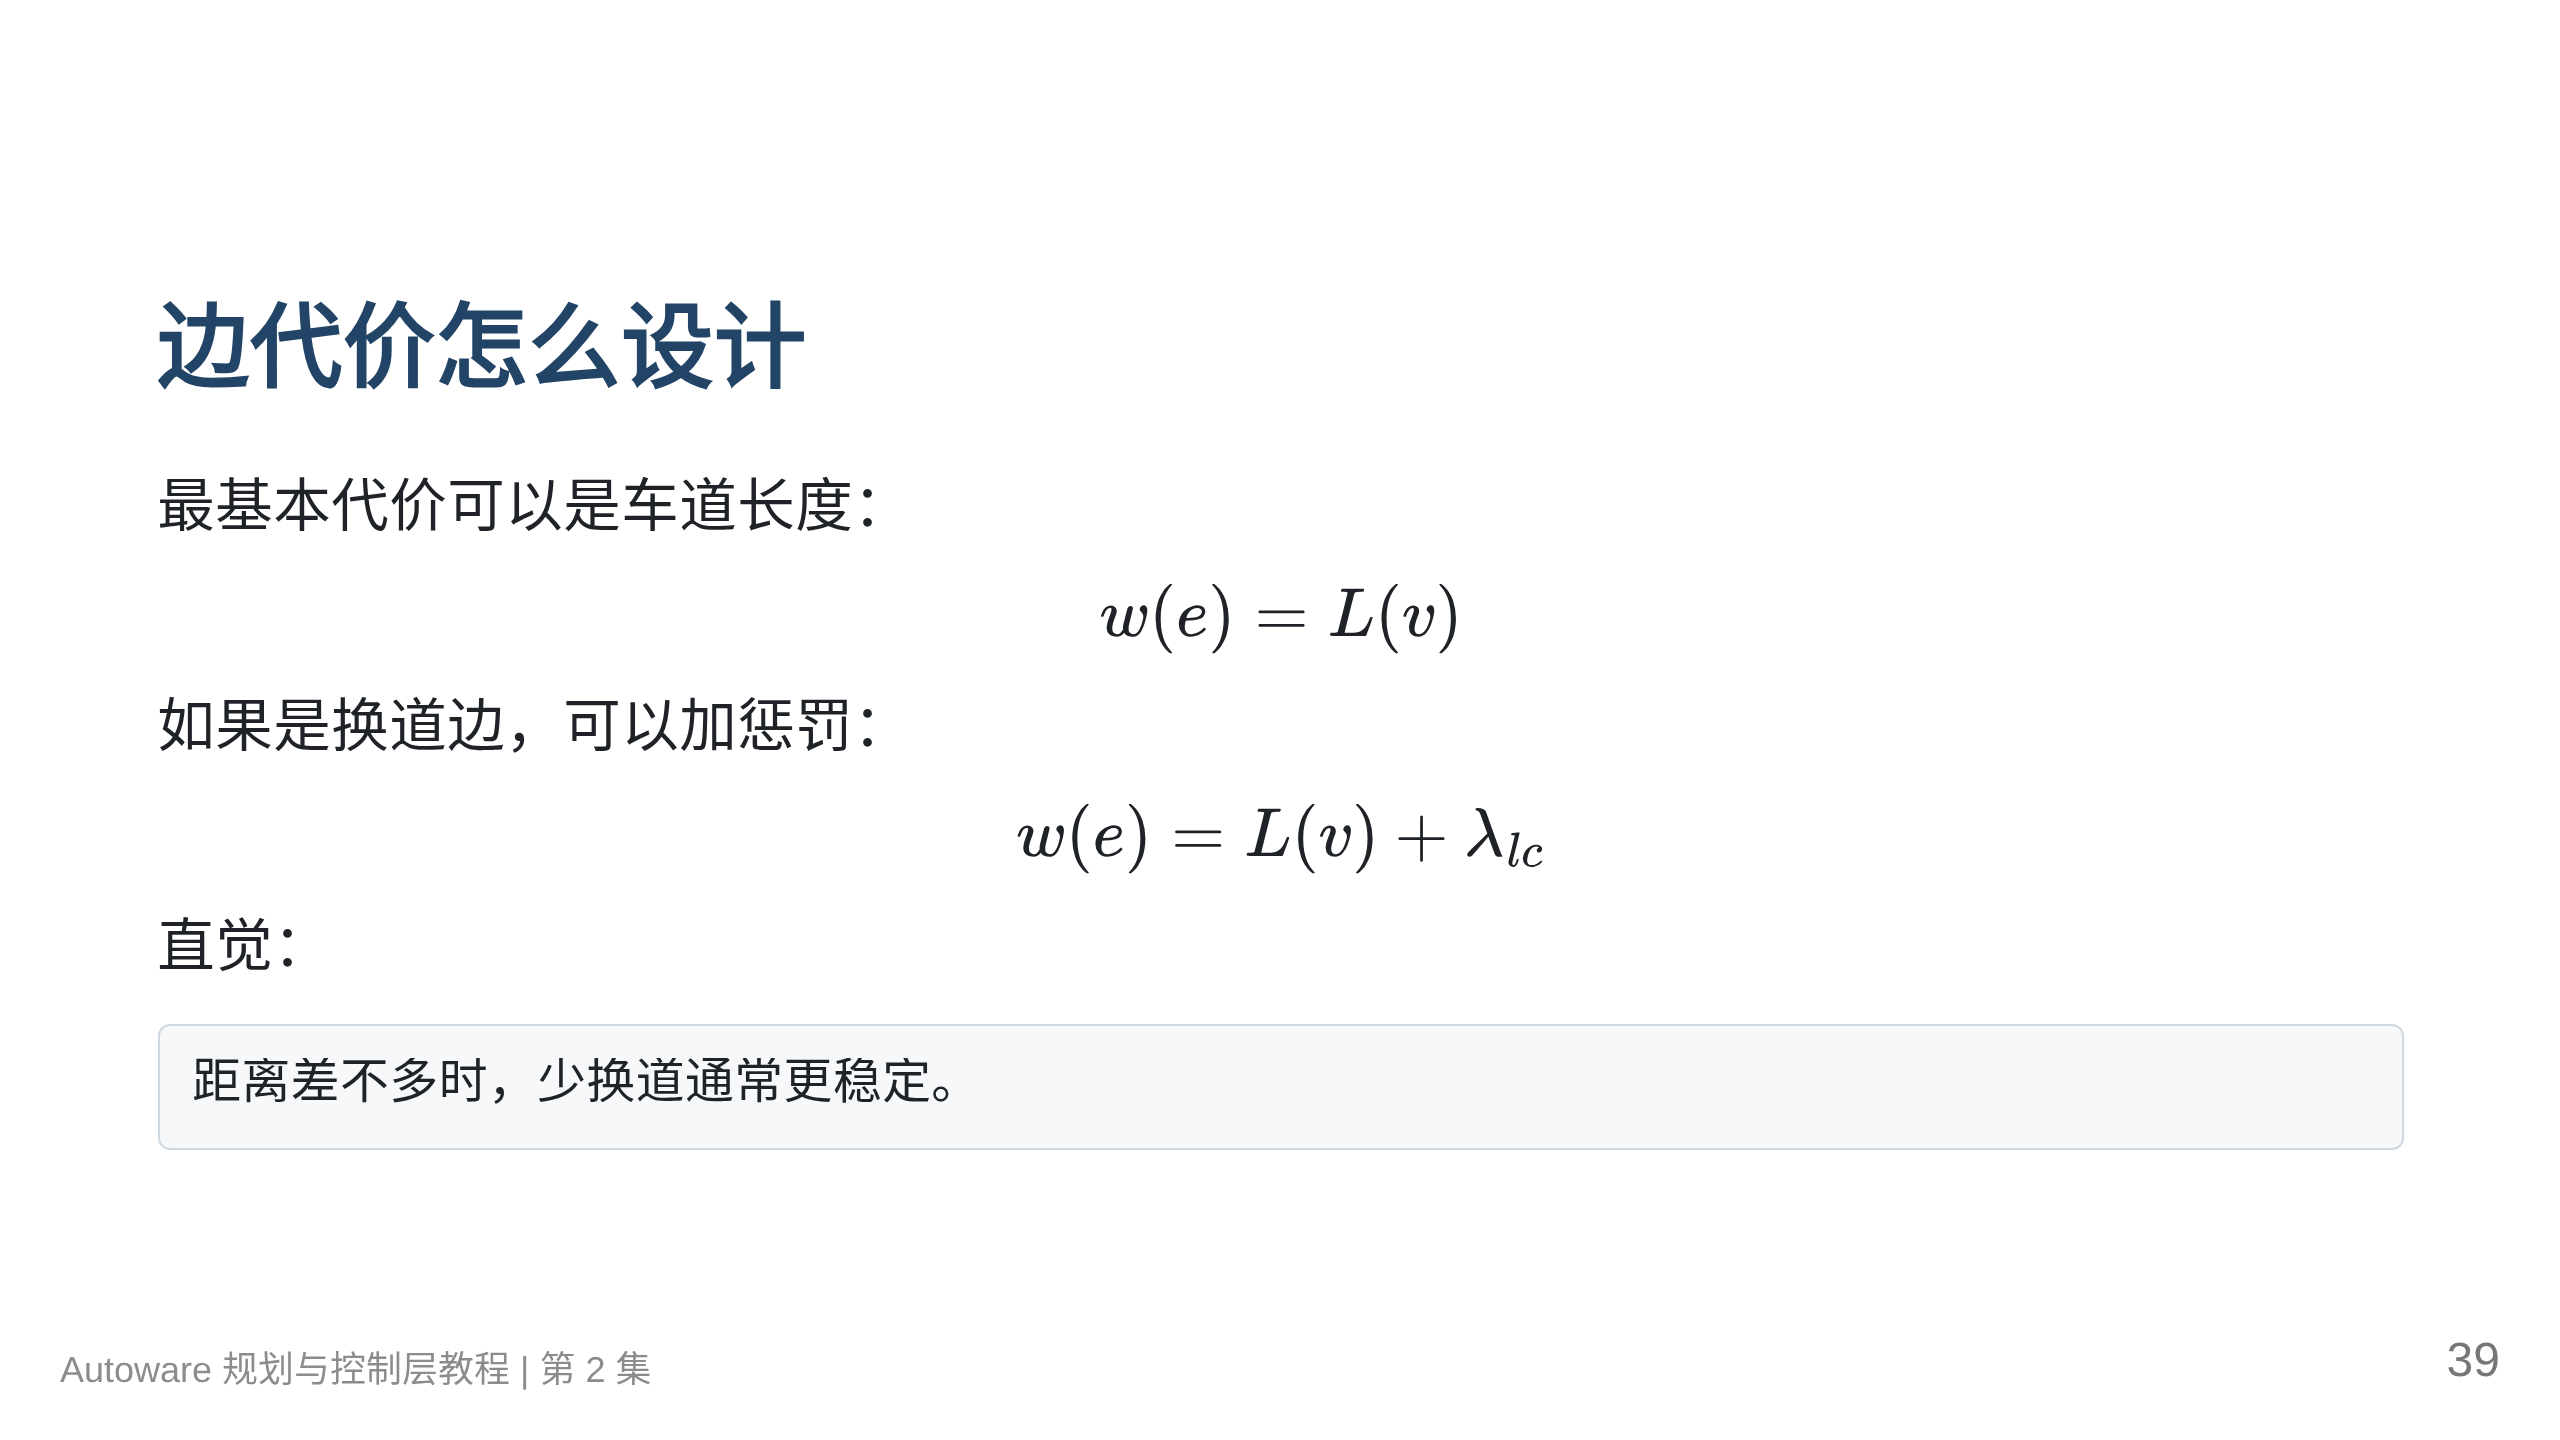 边代价怎么设计
最基本代价可以是车道长度：
w(e) = L(v)
如果是换道边，可以加惩罚：
w(e) = L(v) + λ_{lc}
直觉：
距离差不多时，少换道通常更稳定。
Autoware 规划与控制层教程 | 第 2 集
39